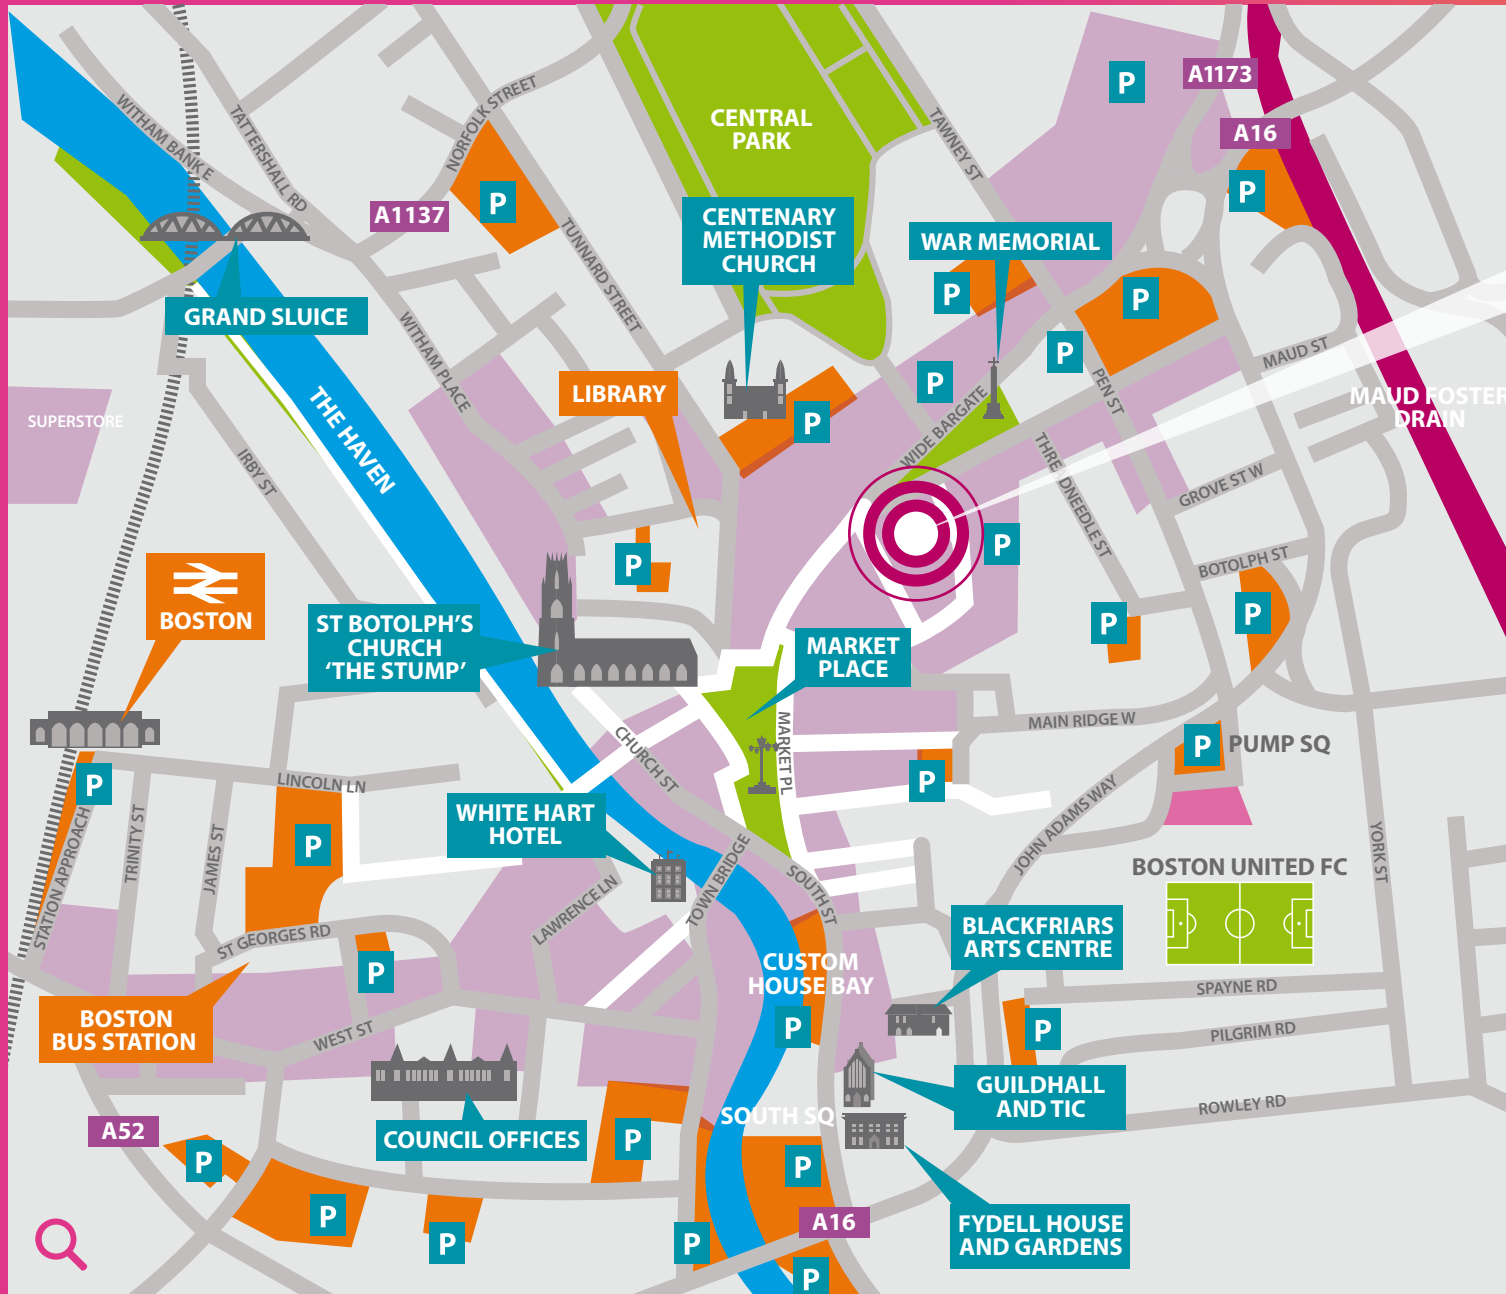 CENTRAL
PARK
P
A1173
A16
P
WITHAM BANK E
TATTERSHALL RD
NORFOLK STREET
TAWNEY ST
A1137
P
TUNNARD STREET
CENTENARY
METHODIST
CHURCH
WAR MEMORIAL
P
P
GRAND SLUICE
WITHAM PLACE
P
P
MAUD ST
PEN ST
LIBRARY
P
WIDE BARGATE
MAUD FOSTER
DRAIN
SUPERSTORE
THE HAVEN
IRBY ST
THREADNEEDLE ST
GROVE ST W
P
P
BOTOLPH ST
P
P
BOSTON
ST BOTOLPH'S
CHURCH
'THE STUMP'
MARKET
PLACE
MARKET PL
MAIN RIDGE W
P
PUMP SQ
CHURCH ST
P
LINCOLN LN
P
STATION APPROACH
TRINITY ST
JAMES ST
P
WHITE HART
HOTEL
TOWN BRIDGE
SOUTH ST
JOHN ADAMS WAY
YORK ST
BOSTON UNITED FC
LAWRENCE LN
ST GEORGES RD
P
BLACKFRIARS
ARTS CENTRE
CUSTOM
HOUSE BAY
P
SPAYNE RD
PILGRIM RD
P
BOSTON
BUS STATION
WEST ST
GUILDHALL
AND TIC
ROWLEY RD
SOUTH SQ
A52
P
COUNCIL OFFICES
P
P
P
P
P
A16
FYDELL HOUSE
AND GARDENS
P